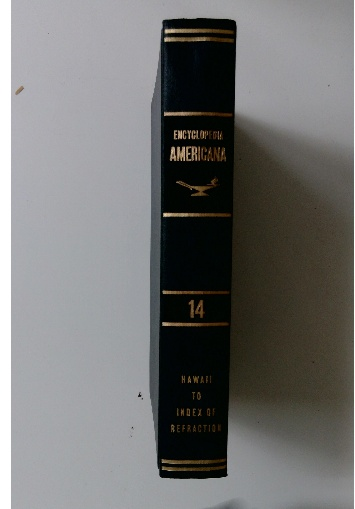 ENCYCLOPEDIA
AMERICANA
14
HAWAII
TO
INDEX OF
REFRACTION